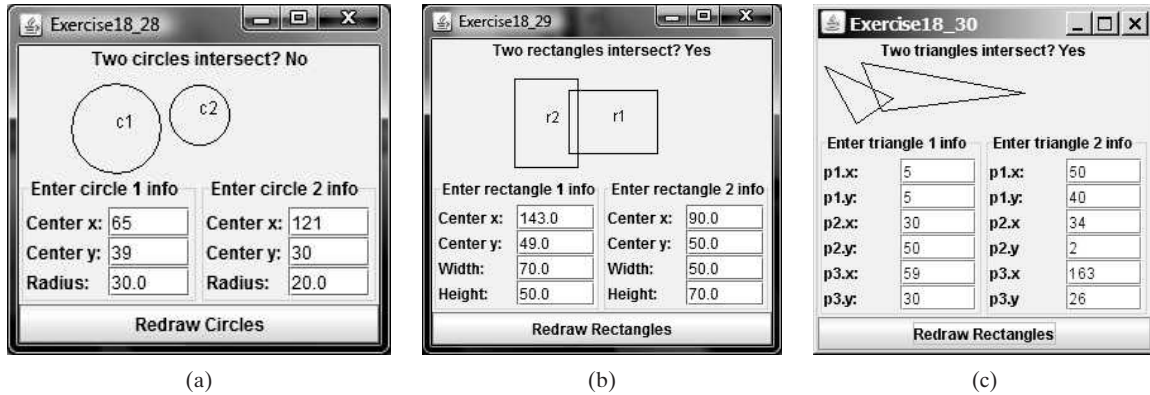 Exercise18_28
Two circles intersect? No
c1
c2
Enter circle 1 info
Enter circle 2 info
Center x: 65
Center x: 121
Center y: 39
Center y: 30
Radius: 30.0
Radius: 20.0
Redraw Circles
(a)
Exercise18_29
Two rectangles intersect? Yes
r2
r1
Enter rectangle 1 info
Enter rectangle 2 info
Center x: 143.0
Center x: 90.0
Center y: 49.0
Center y: 50.0
Width: 70.0
Width: 50.0
Height: 50.0
Height: 70.0
Redraw Rectangles
(b)
Exercise18_30
Two triangles intersect? Yes
Enter triangle 1 info
Enter triangle 2 info
p1.x: 5
p1.x: 50
p1.y: 5
p1.y: 40
p2.x: 30
p2.x 34
p2.y: 50
p2.y 2
p3.x: 59
p3.x 163
p3.y: 30
p3.y 26
Redraw Rectangles
(c)